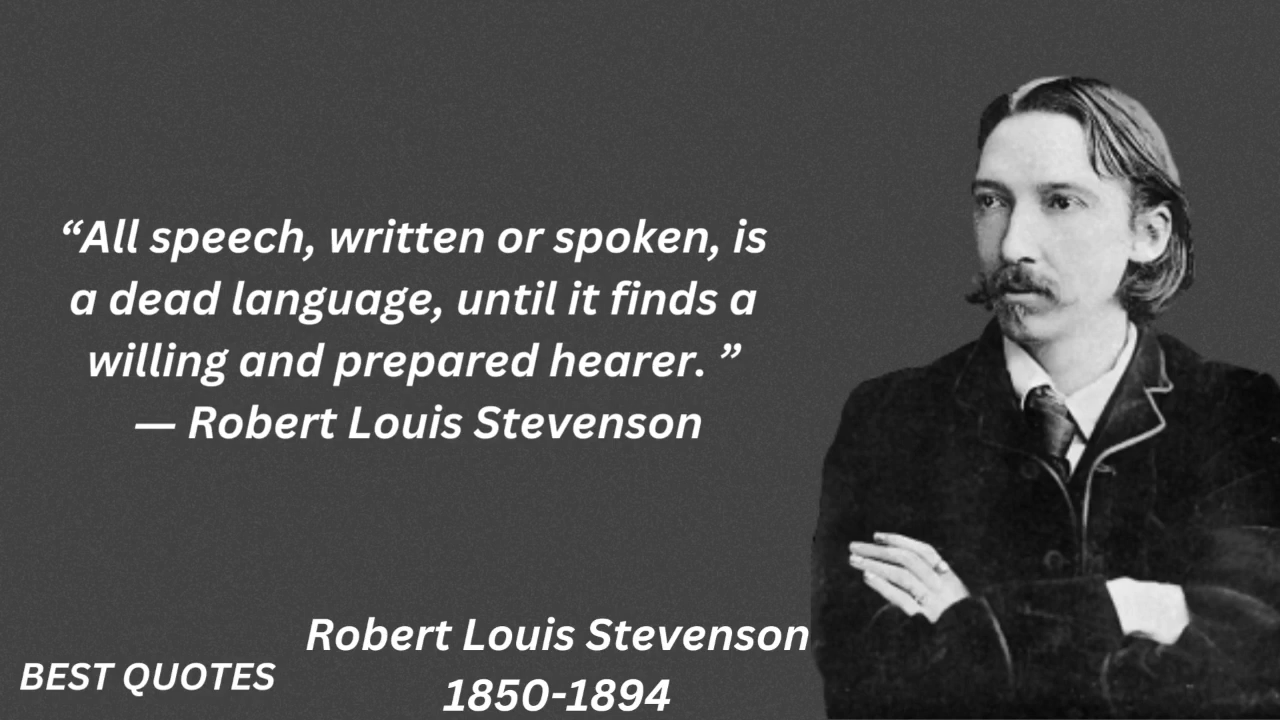 “All speech, written or spoken, is
a dead language, until it finds a
willing and prepared hearer. ”
— Robert Louis Stevenson
Robert Louis Stevenson
1850-1894
BEST QUOTES